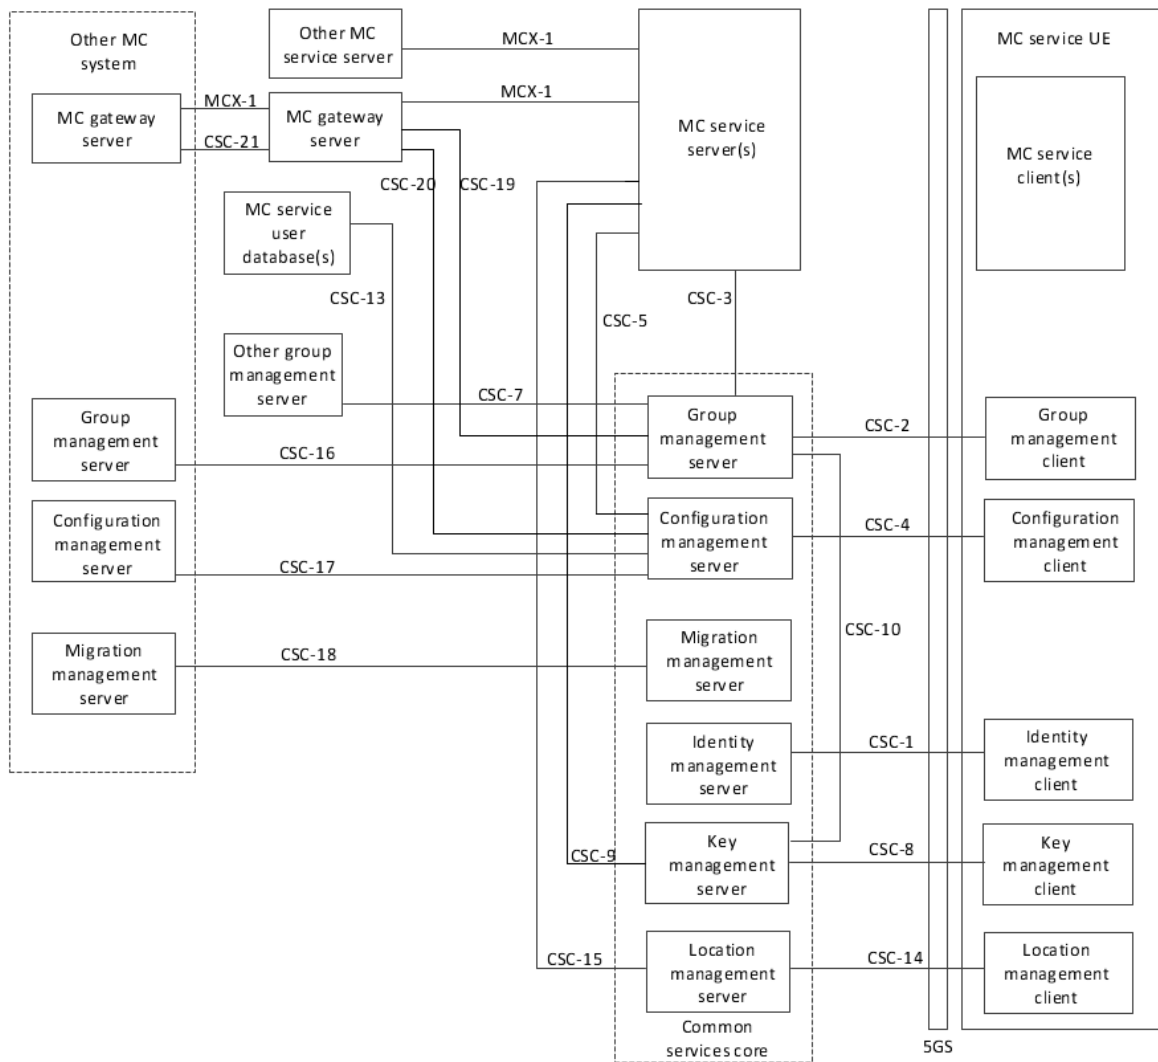 Other MC
system
Other MC
service server
MCX-1
MC service UE
MC gateway
server
MCX-1
CSC-21
MC gateway
server
MCX-1
MC service
server(s)
MC service
client(s)
CSC-20
CSC-19
MC service
user
database(s)
CSC-13
CSC-3
CSC-5
Other group
management
server
CSC-7
Group
management
server
CSC-16
Group
management
server
CSC-2
Group
management
client
Configuration
management
server
CSC-17
Configuration
management
server
CSC-4
Configuration
management
client
CSC-10
Migration
management
server
CSC-18
Migration
management
server
Identity
management
server
CSC-1
Identity
management
client
CSC-9
Key
management
server
CSC-8
Key
management
client
CSC-15
Location
management
server
CSC-14
Location
management
client
Common
services core
5GS